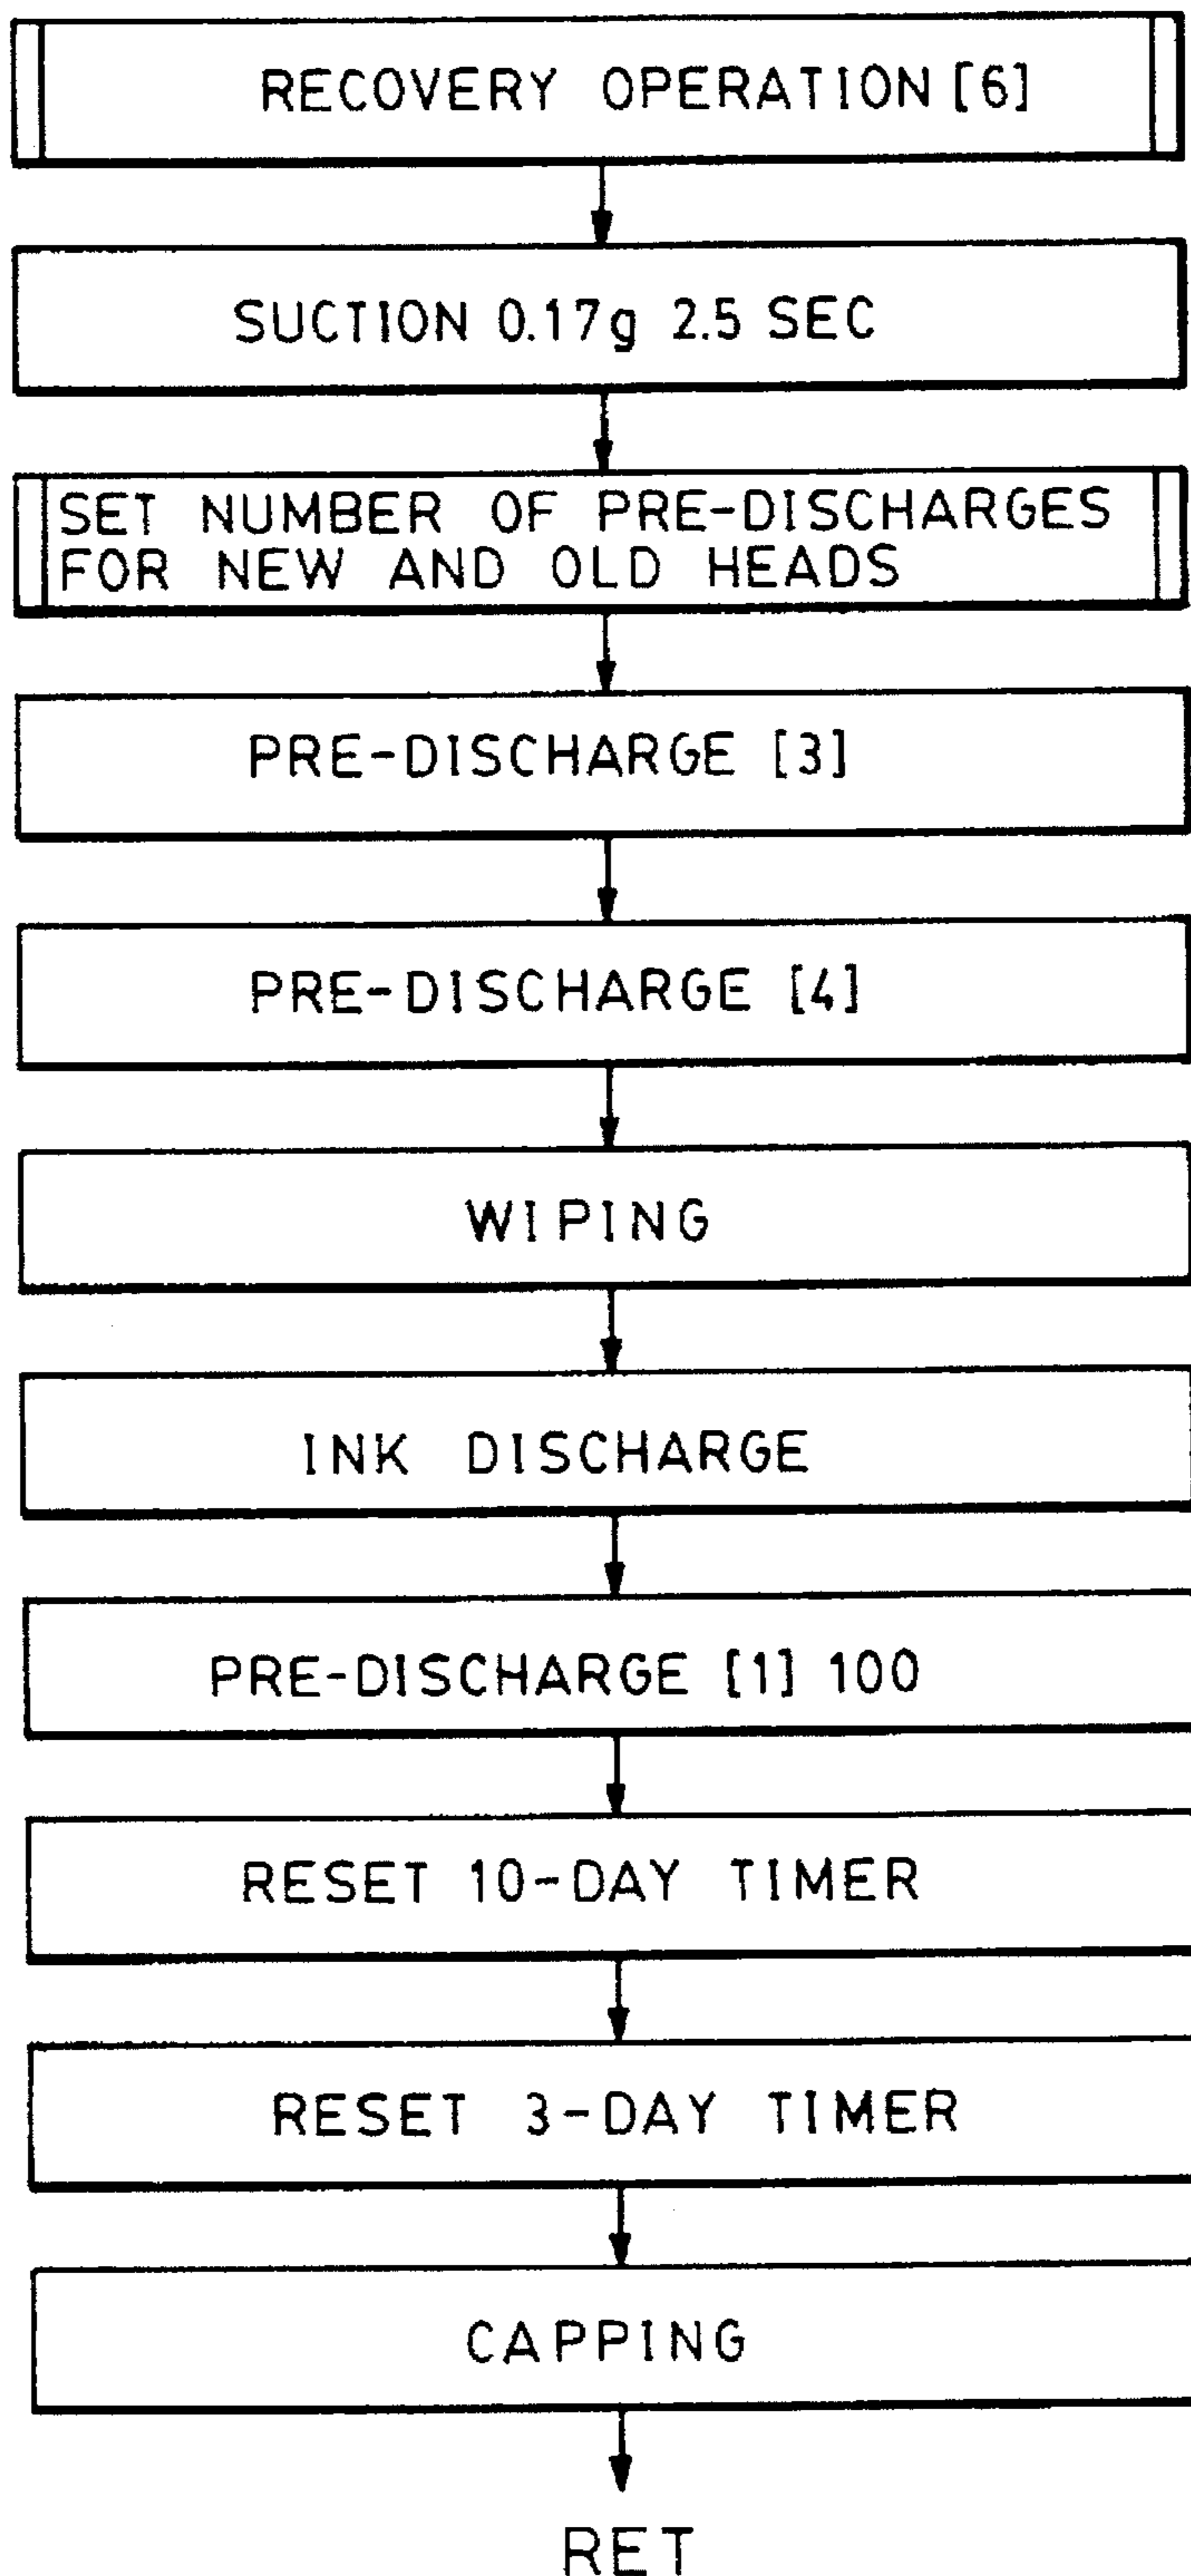 RECOVERY OPERATION [6]
SUCTION 0.17g 2.5 SEC
SET NUMBER OF PRE-DISCHARGES
FOR NEW AND OLD HEADS
PRE-DISCHARGE [3]
PRE-DISCHARGE [4]
WIPING
INK DISCHARGE
PRE-DISCHARGE [1] 100
RESET 10-DAY TIMER
RESET 3-DAY TIMER
CAPPING
RET